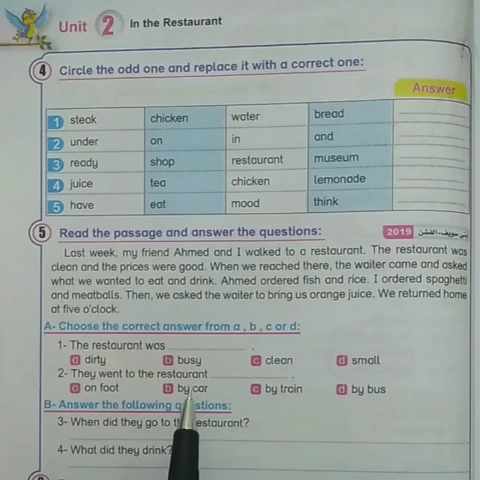 Unit 2 In the Restaurant
4 Circle the odd one and replace it with a correct one:
Answer
1 steak chicken water bread
2 under on in and
3 ready shop restaurant museum
4 juice tea chicken lemonade
5 have eat mood think
5 Read the passage and answer the questions: 2019 بني سويف - الفشن
Last week, my friend Ahmed and I walked to a restaurant. The restaurant was
clean and the prices were good. When we reached there, the waiter came and asked
what we wanted to eat and drink. Ahmed ordered fish and rice. I ordered spaghetti
and meatballs. Then, we asked the waiter to bring us orange juice. We returned home
at five o'clock.
A- Choose the correct answer from a , b , c or d:
1- The restaurant was .
a dirty b busy c clean d small
2- They went to the restaurant .
a on foot b by car c by train d by bus
B- Answer the following questions:
3- When did they go to restaurant?
4- What did they drink?